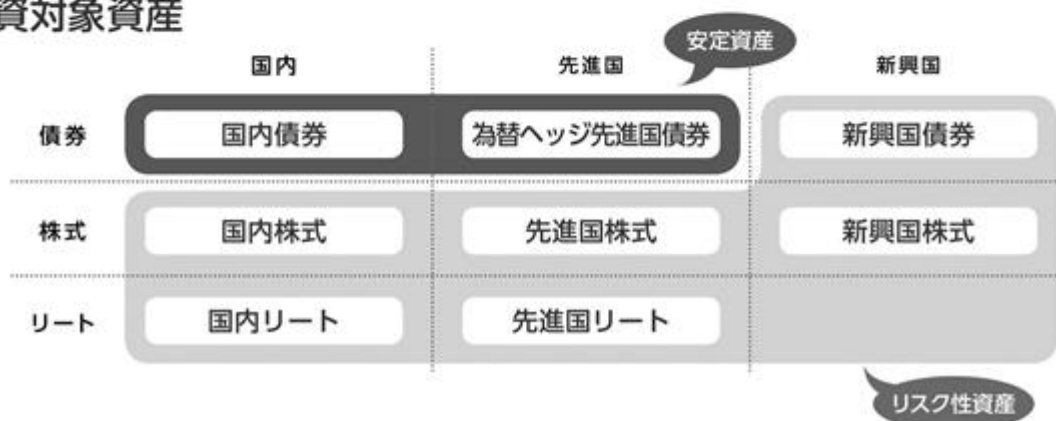 資対象資産
安定資産
国内 先進国 新興国
債券 国内債券 為替ヘッジ先進国債券 新興国債券
株式 国内株式 先進国株式 新興国株式
リート 国内リート 先進国リート
リスク性資産